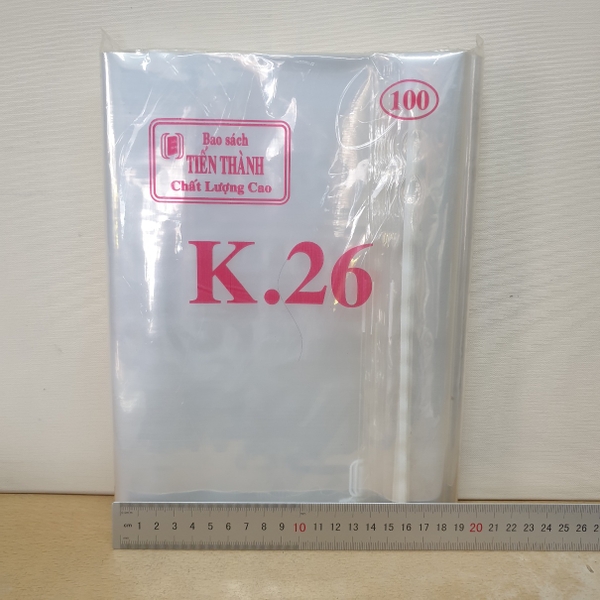 100
Bao sách
TIẾN THÀNH
Chất Lượng Cao
K.26
cm 1 2 3 4 5 6 7 8 9 10 11 12 13 14 15 16 17 18 19 20 21 22 23 24 25 26